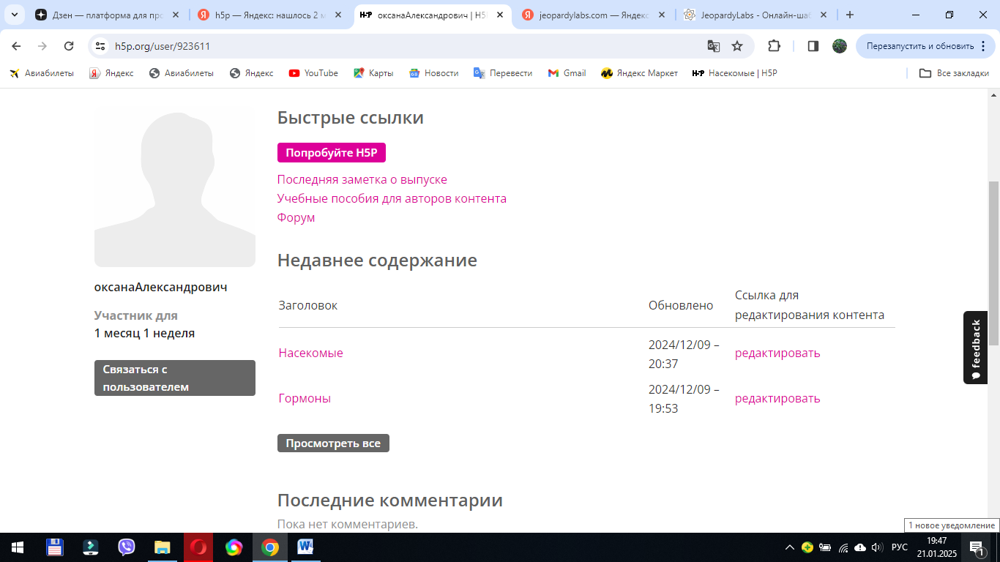 Дзен — платформа для про
h5p — Яндекс: нашлось 2 м
H-P оксанаАлександрович | H5P
jeopardylabs.com — Яндекс
JeopardyLabs - Онлайн-шаб
h5p.org/user/923611
Перезапустить и обновить
Авиабилеты
Яндекс
Авиабилеты
Яндекс
YouTube
Карты
Новости
Перевести
Gmail
Яндекс Маркет
H-P Насекомые | H5P
Все закладки
Быстрые ссылки
Попробуйте H5P
Последняя заметка о выпуске
Учебные пособия для авторов контента
Форум
оксанаАлександрович
Участник для
1 месяц 1 неделя
Связаться с
пользователем
Недавнее содержание
Заголовок
Обновлено
Ссылка для
редактирования контента
Насекомые
2024/12/09 –
20:37
редактировать
Гормоны
2024/12/09 –
19:53
редактировать
Просмотреть все
Последние комментарии
Пока нет комментариев.
feedback
1 новое уведомление
РУС
19:47
21.01.2025
1